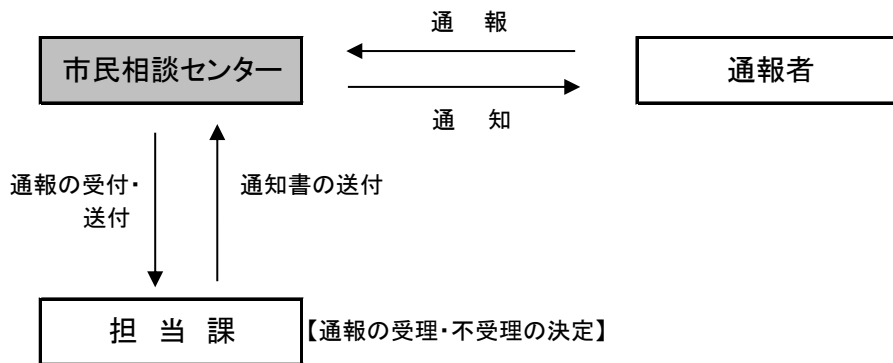 通 報
市民相談センター
通報者
通 知
通報の受付・
送付
通知書の送付
担 当 課
【通報の受理・不受理の決定】